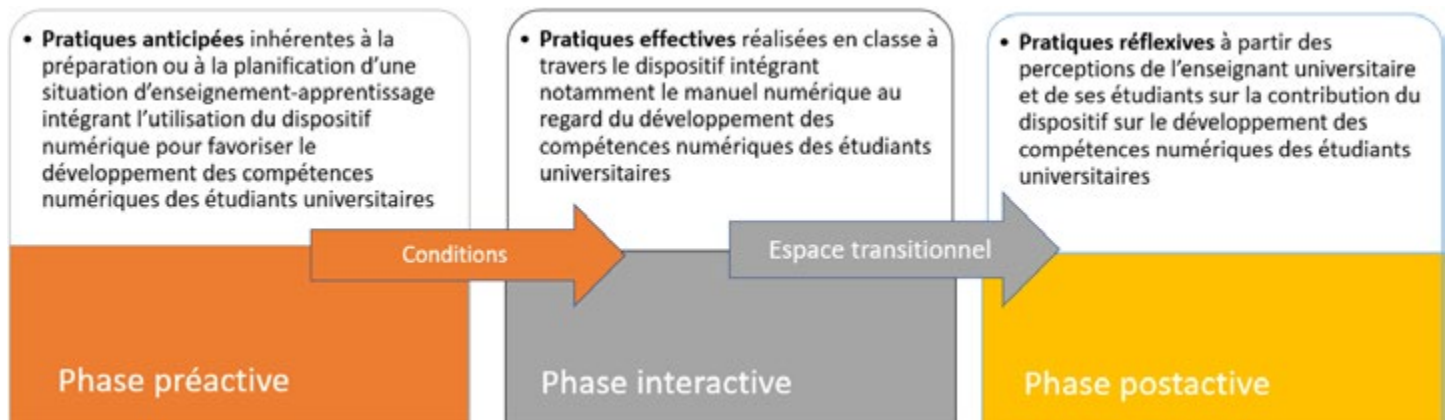 • Pratiques anticipées inhérentes à la
préparation ou à la planification d'une
situation d'enseignement-apprentissage
intégrant l'utilisation du dispositif
numérique pour favoriser le
développement des compétences
numériques des étudiants universitaires
Conditions
Phase préactive
• Pratiques effectives réalisées en classe à
travers le dispositif intégrant
notamment le manuel numérique au
regard du développement des
compétences numériques des étudiants
universitaires
Espace transitionnel
Phase interactive
• Pratiques réflexives à partir des
perceptions de l'enseignant universitaire
et de ses étudiants sur la contribution du
dispositif sur le développement des
compétences numériques des étudiants
universitaires
Phase postactive